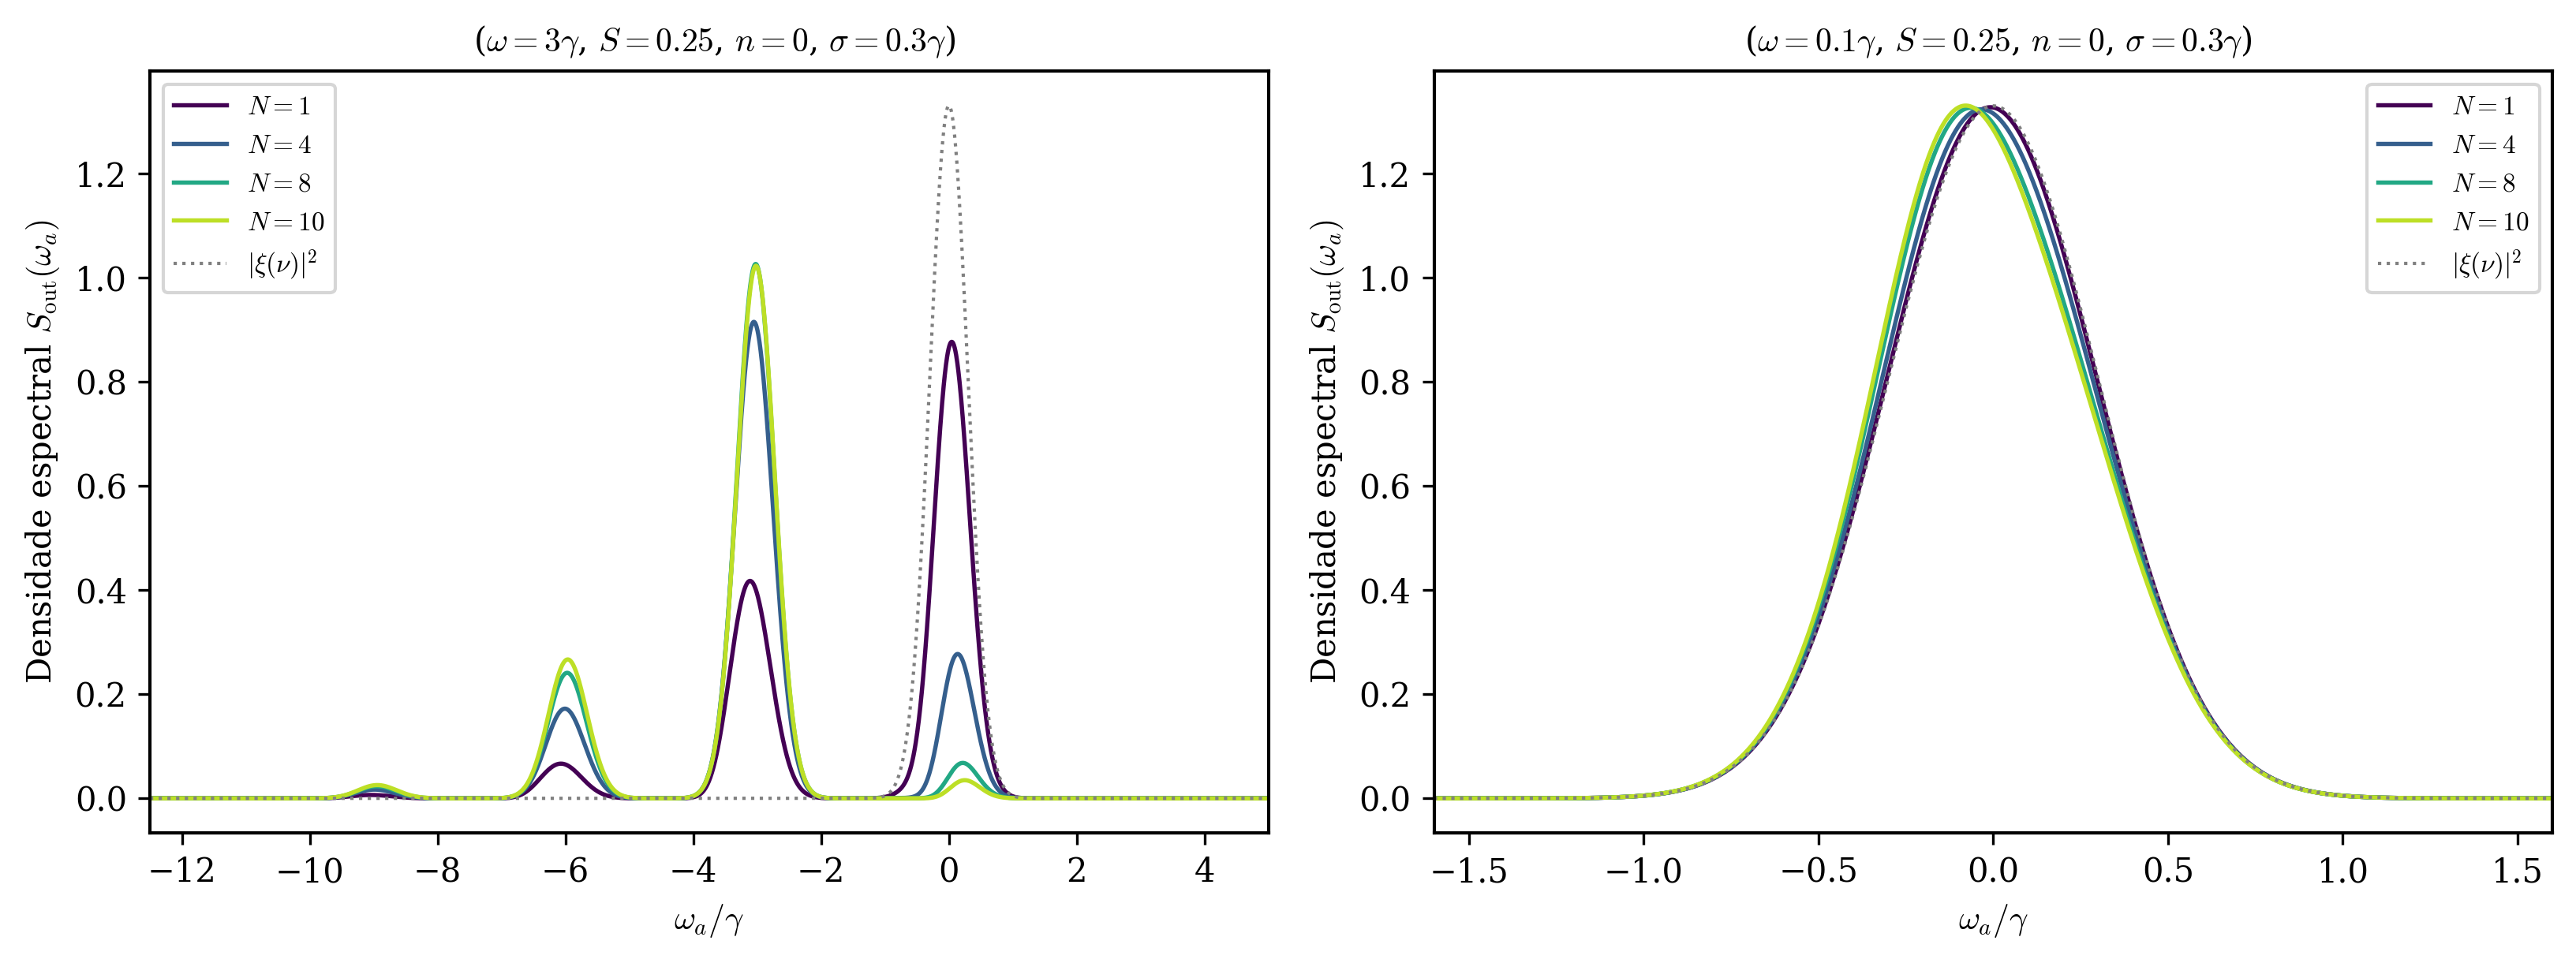 (ω = 3γ, S = 0.25, n = 0, σ = 0.3γ)
Densidade espectral S_out(ω_a)
1.2
1.0
0.8
0.6
0.4
0.2
0.0
N = 1
N = 4
N = 8
N = 10
|ξ(ν)|²
−12 −10 −8 −6 −4 −2 0 2 4
ω_a/γ
(ω = 0.1γ, S = 0.25, n = 0, σ = 0.3γ)
Densidade espectral S_out(ω_a)
1.2
1.0
0.8
0.6
0.4
0.2
0.0
N = 1
N = 4
N = 8
N = 10
|ξ(ν)|²
−1.5 −1.0 −0.5 0.0 0.5 1.0 1.5
ω_a/γ